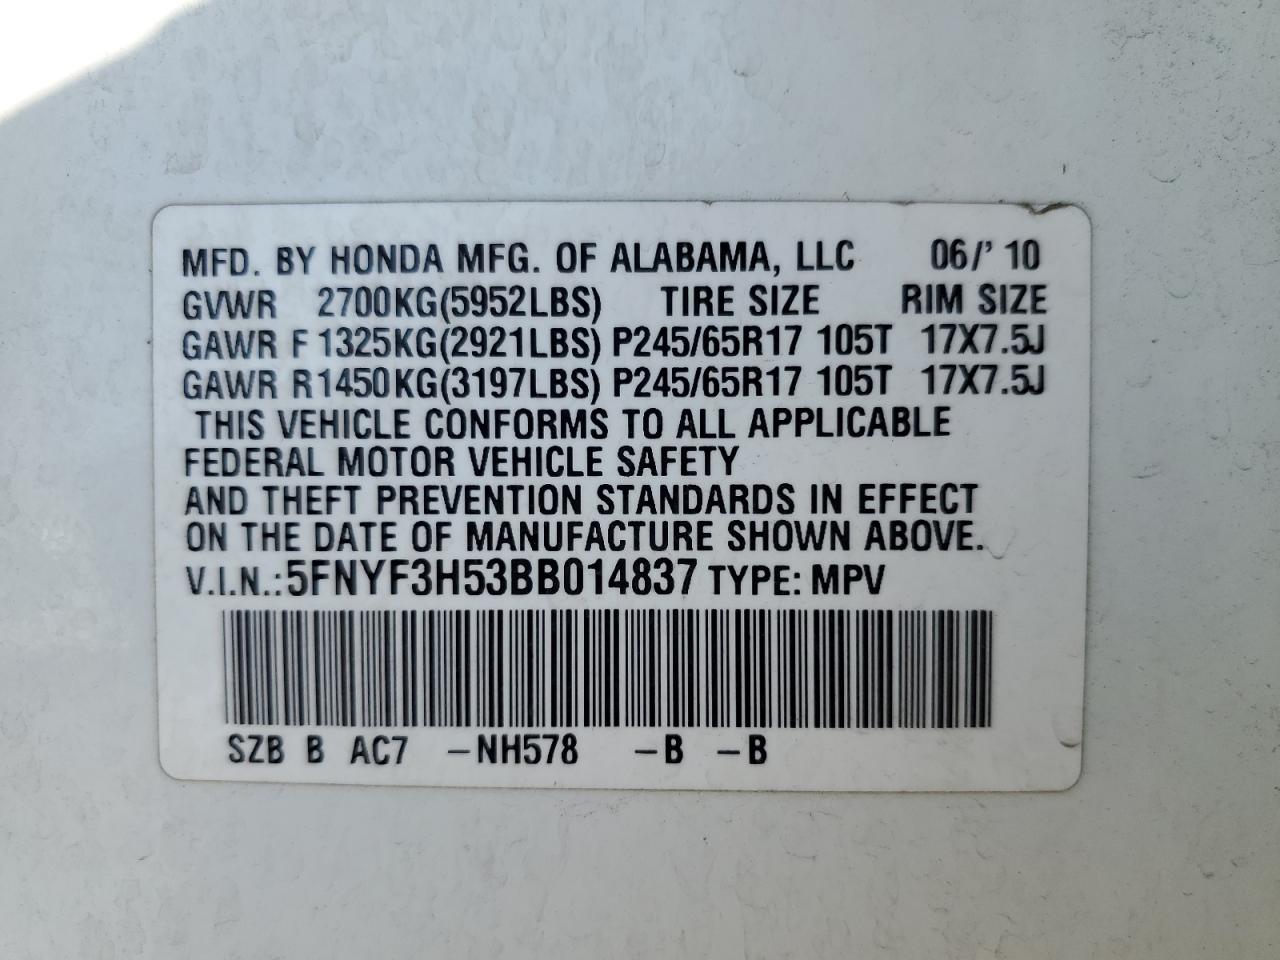 MFD. BY HONDA MFG. OF ALABAMA, LLC 06/'10
GVWR 2700KG(5952LBS) TIRE SIZE RIM SIZE
GAWR F 1325KG(2921LBS) P245/65R17 105T 17X7.5J
GAWR R 1450KG(3197LBS) P245/65R17 105T 17X7.5J
THIS VEHICLE CONFORMS TO ALL APPLICABLE
FEDERAL MOTOR VEHICLE SAFETY
AND THEFT PREVENTION STANDARDS IN EFFECT
ON THE DATE OF MANUFACTURE SHOWN ABOVE.
V.I.N.:5FNYF3H53BB014837 TYPE: MPV
SZB B AC7 -NH578 -B -B